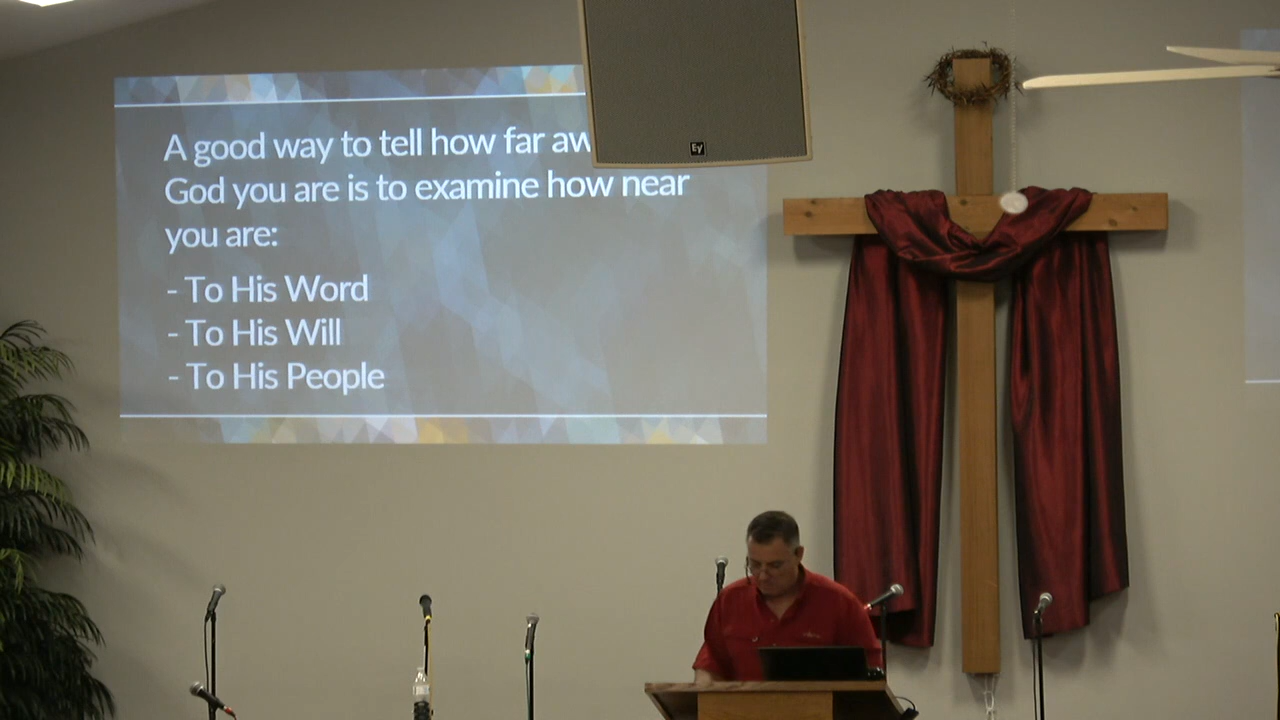 A good way to tell how far
God you are is to examine how near
you are:
- To His Word
- To His Will
- To His People
EV